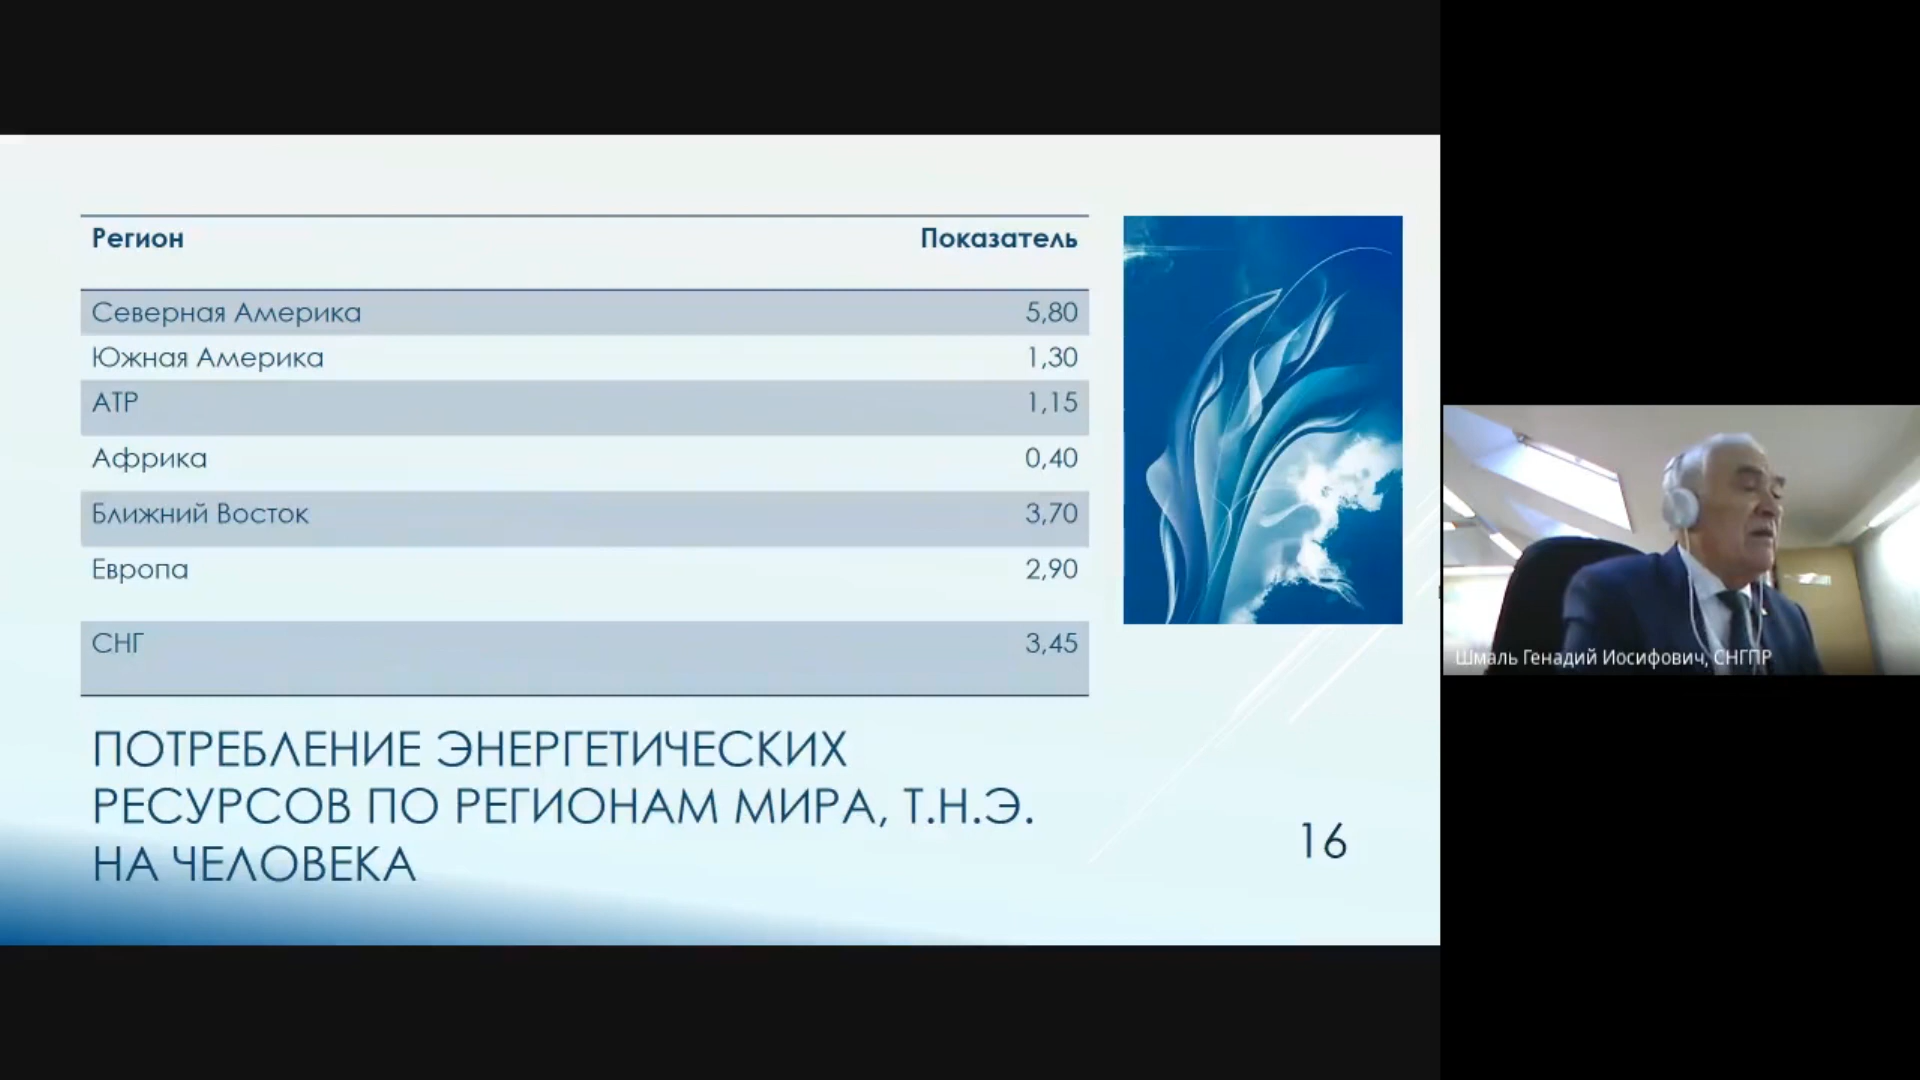 Регион Показатель
Северная Америка 5,80
Южная Америка 1,30
АТР 1,15
Африка 0,40
Ближний Восток 3,70
Европа 2,90
СНГ 3,45
ПОТРЕБЛЕНИЕ ЭНЕРГЕТИЧЕСКИХ
РЕСУРСОВ ПО РЕГИОНАМ МИРА, Т.Н.Э.
НА ЧЕЛОВЕКА
16
Шмаль Генадий Иосифович, СНГПР